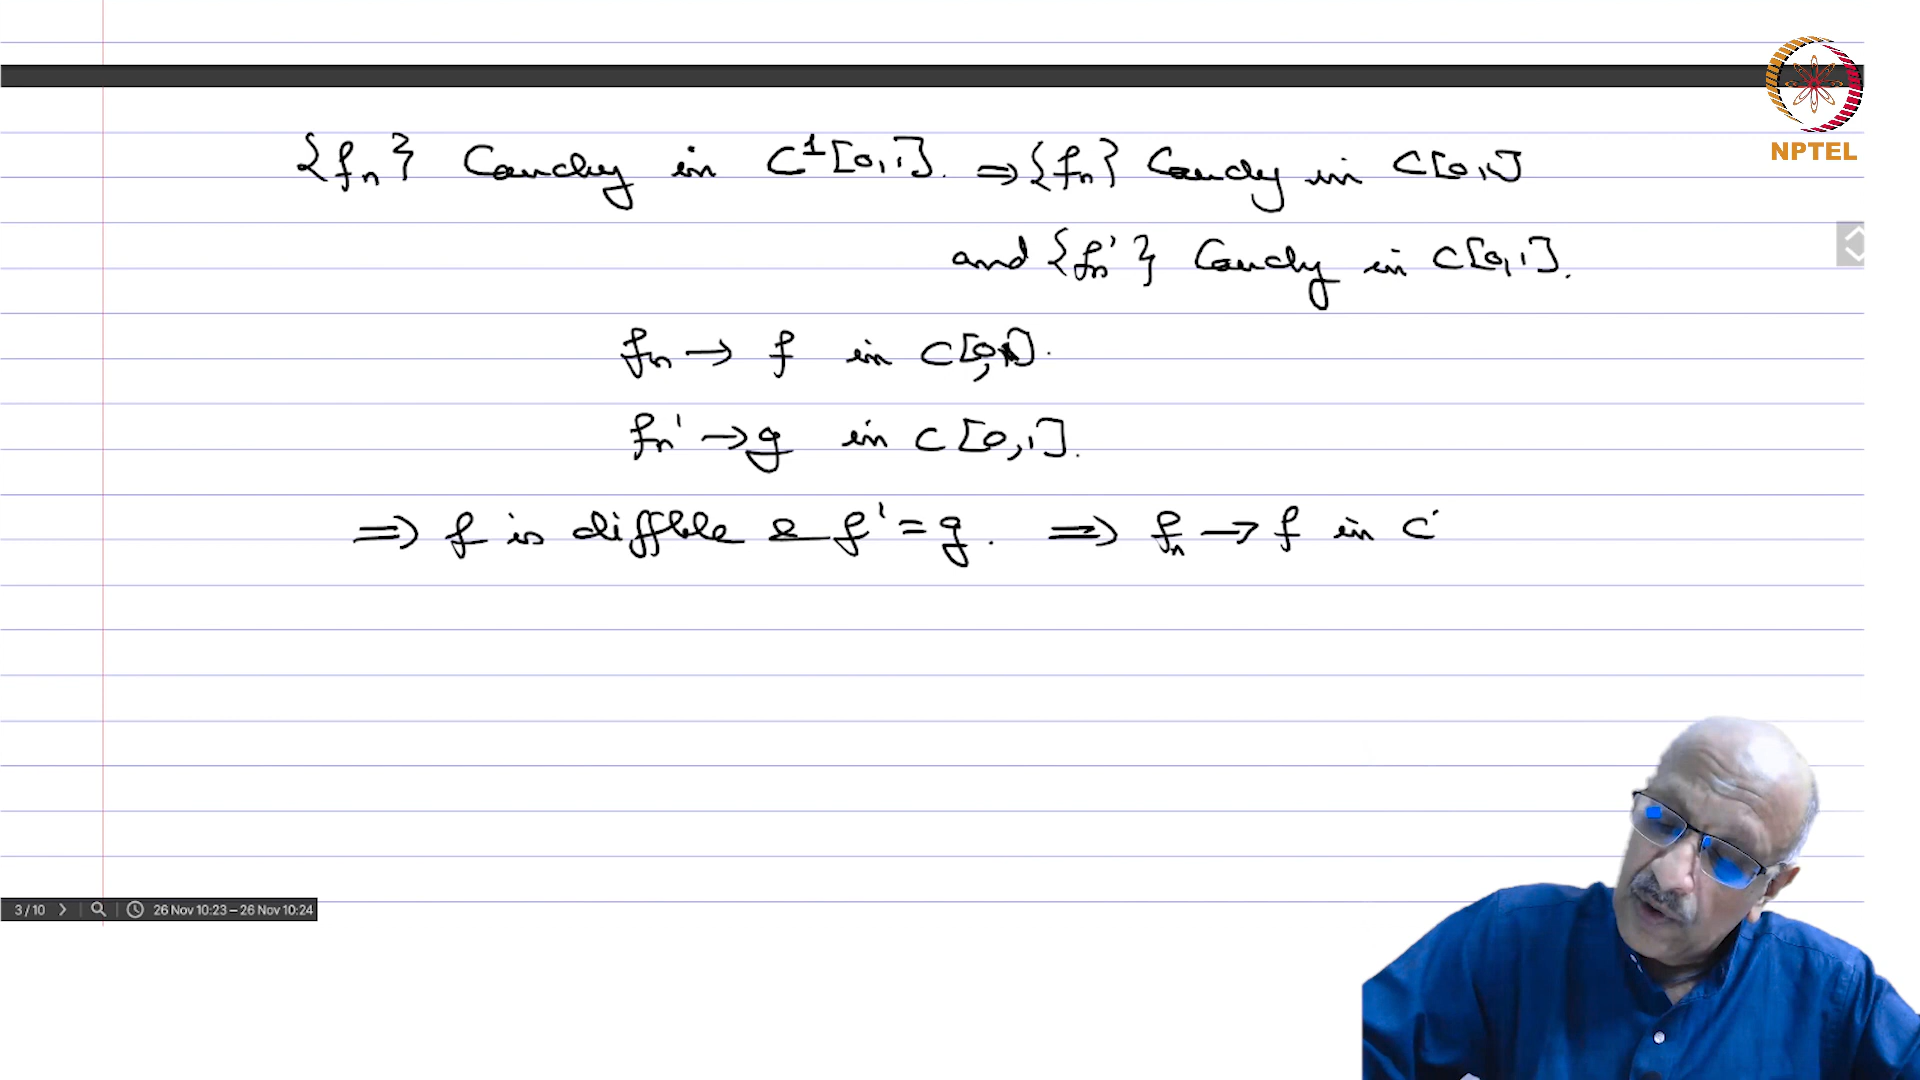 NPTEL
{fₙ} Cauchy in C¹[0,1]. ⇒ {fₙ} Cauchy in C[0,1]
and {fₙ'} Cauchy in C[0,1].
fₙ → f in C[0,1].
fₙ' → g in C[0,1].
⇒ f is diffble & f' = g. ⇒ fₙ → f in C'
3 / 10 26 Nov 10:23 – 26 Nov 10:24